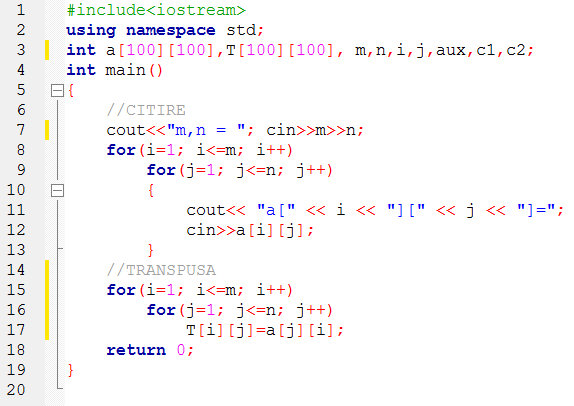 1 #include<iostream>
2 using namespace std;
3 int a[100][100],T[100][100], m,n,i,j,aux,c1,c2;
4 int main()
5 {
6 //CITIRE
7 cout<<"m,n = "; cin>>m>>n;
8 for(i=1; i<=m; i++)
9 for(j=1; j<=n; j++)
10 {
11 cout<< "a[" << i << "][" << j << "]=";
12 cin>>a[i][j];
13 }
14 //TRANSPUSA
15 for(i=1; i<=m; i++)
16 for(j=1; j<=n; j++)
17 T[i][j]=a[j][i];
18 return 0;
19 }
20